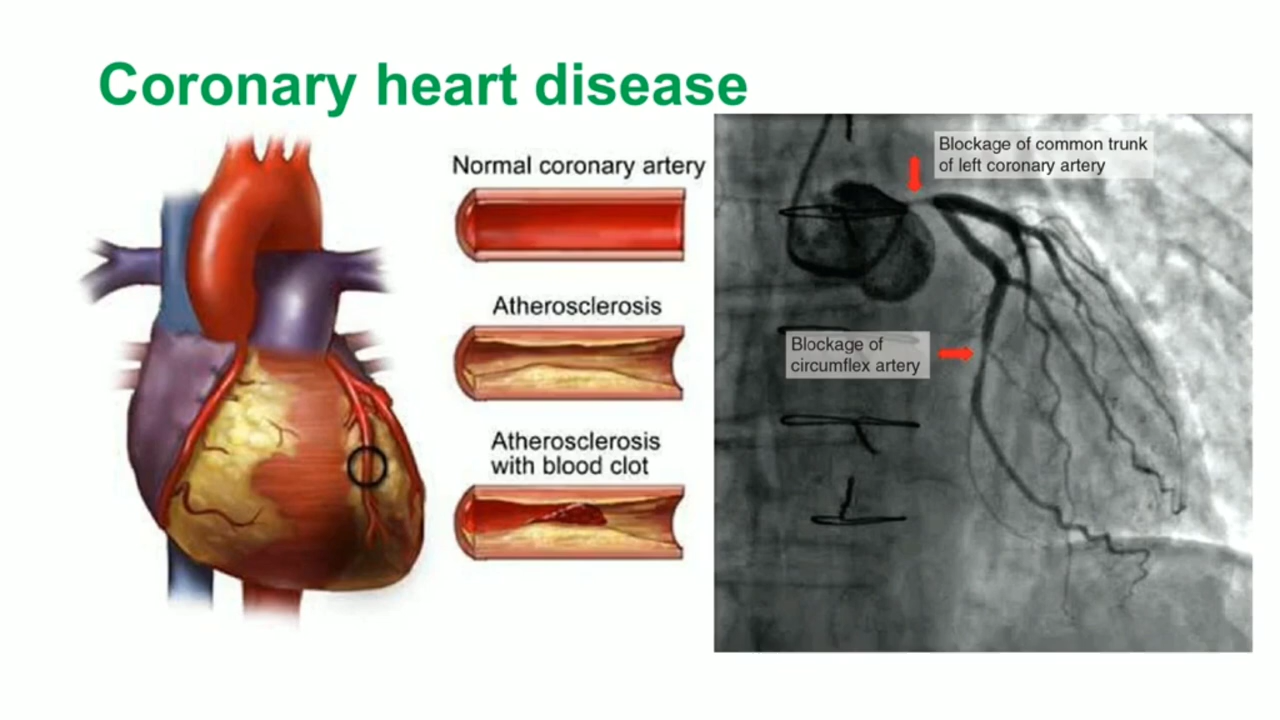 Coronary heart disease
Normal coronary artery
Atherosclerosis
Atherosclerosis
with blood clot
Blockage of common trunk
of left coronary artery
Blockage of
circumflex artery